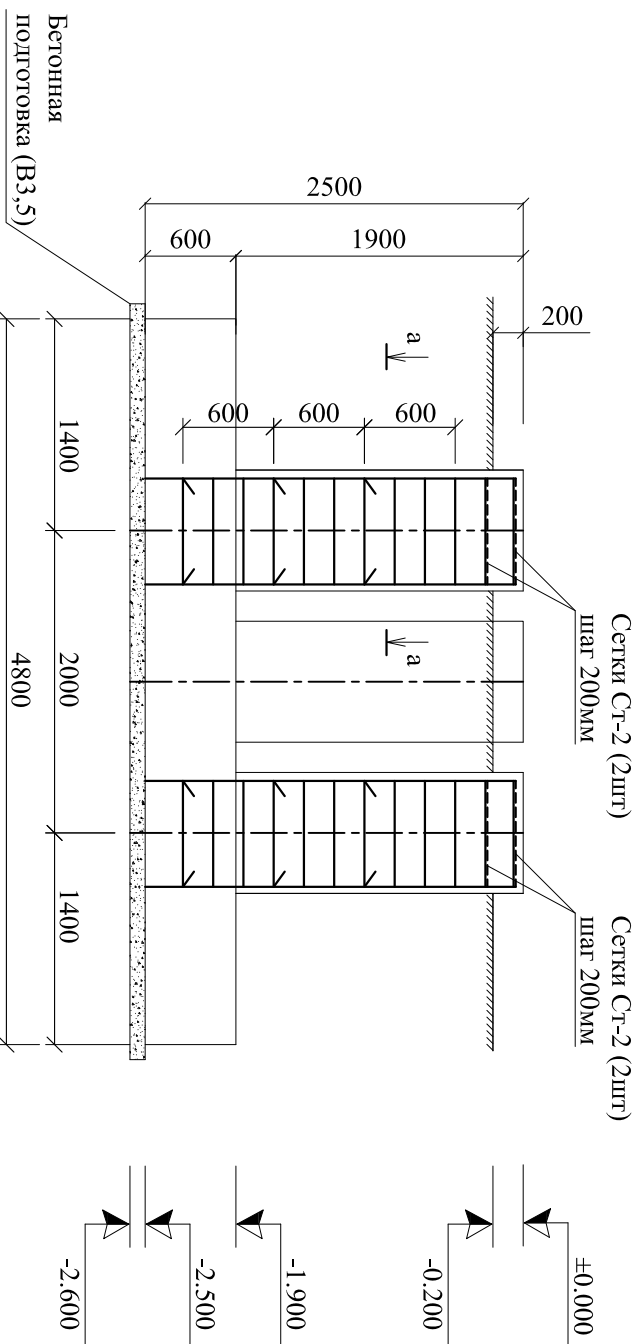 Сетки Ст-2 (2шт)
шаг 200мм
Сетки Ст-2 (2шт)
шаг 200мм
±0.000
-0.200
-1.900
-2.500
-2.600
200
2500
1900
600
a
a
600
600
600
1400
2000
1400
4800
Бетонная
подготовка (В3,5)